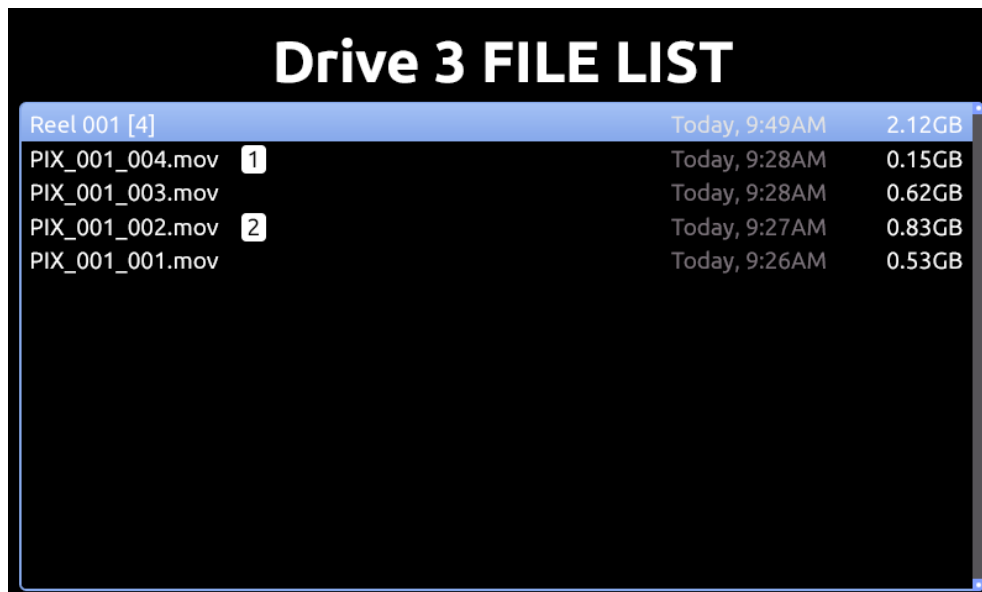 Drive 3 FILE LIST
Reel 001 [4] Today, 9:49AM 2.12GB
PIX_001_004.mov 1 Today, 9:28AM 0.15GB
PIX_001_003.mov Today, 9:28AM 0.62GB
PIX_001_002.mov 2 Today, 9:27AM 0.83GB
PIX_001_001.mov Today, 9:26AM 0.53GB